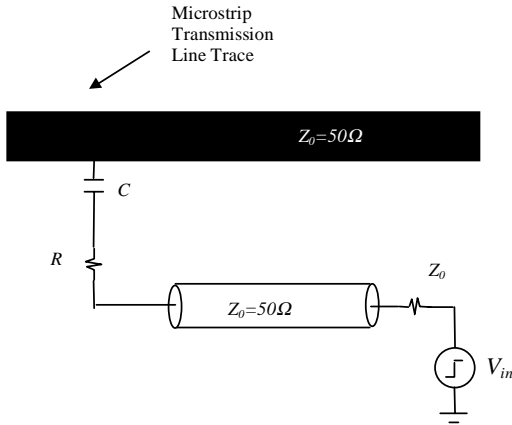 Microstrip
Transmission
Line Trace
Z₀=50Ω
C
R
Z₀
Z₀=50Ω
Vᵢₙ